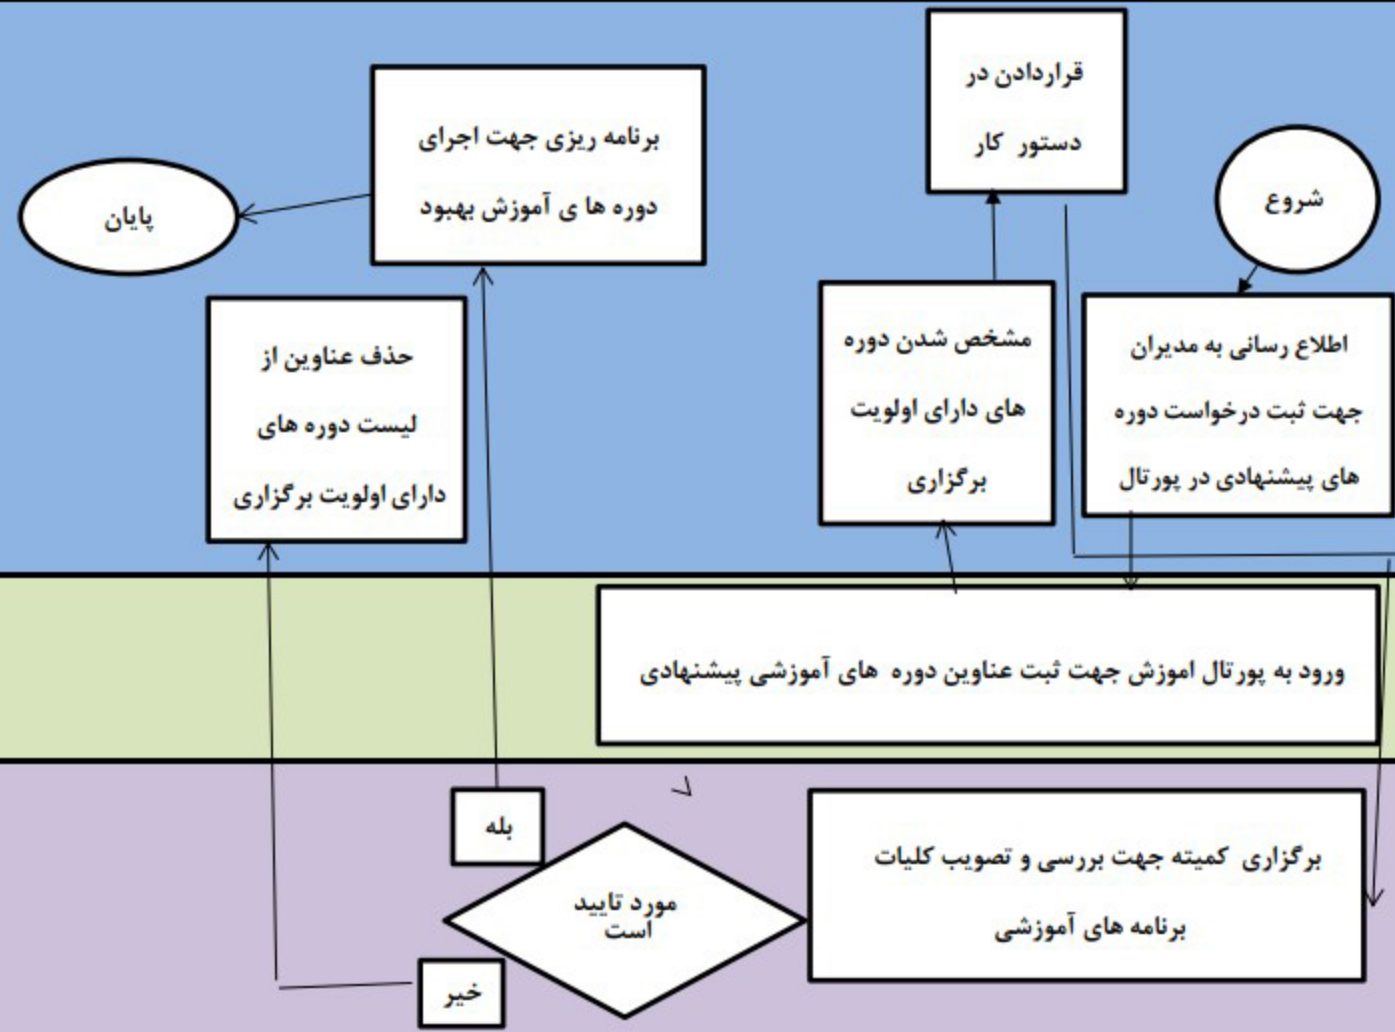 شروع
اطلاع رسانی به مدیران
جهت ثبت درخواست دوره
های پیشنهادی در پورتال
ورود به پورتال اموزش جهت ثبت عناوین دوره های آموزشی پیشنهادی
مشخص شدن دوره
های دارای اولویت
برگزاری
قراردادن در
دستور کار
برگزاری کمیته جهت بررسی و تصویب کلیات
برنامه های آموزشی
مورد تایید
است
بله
برنامه ریزی جهت اجرای
دوره ها ی آموزش بهبود
پایان
خیر
حذف عناوین از
لیست دوره های
دارای اولویت برگزاری